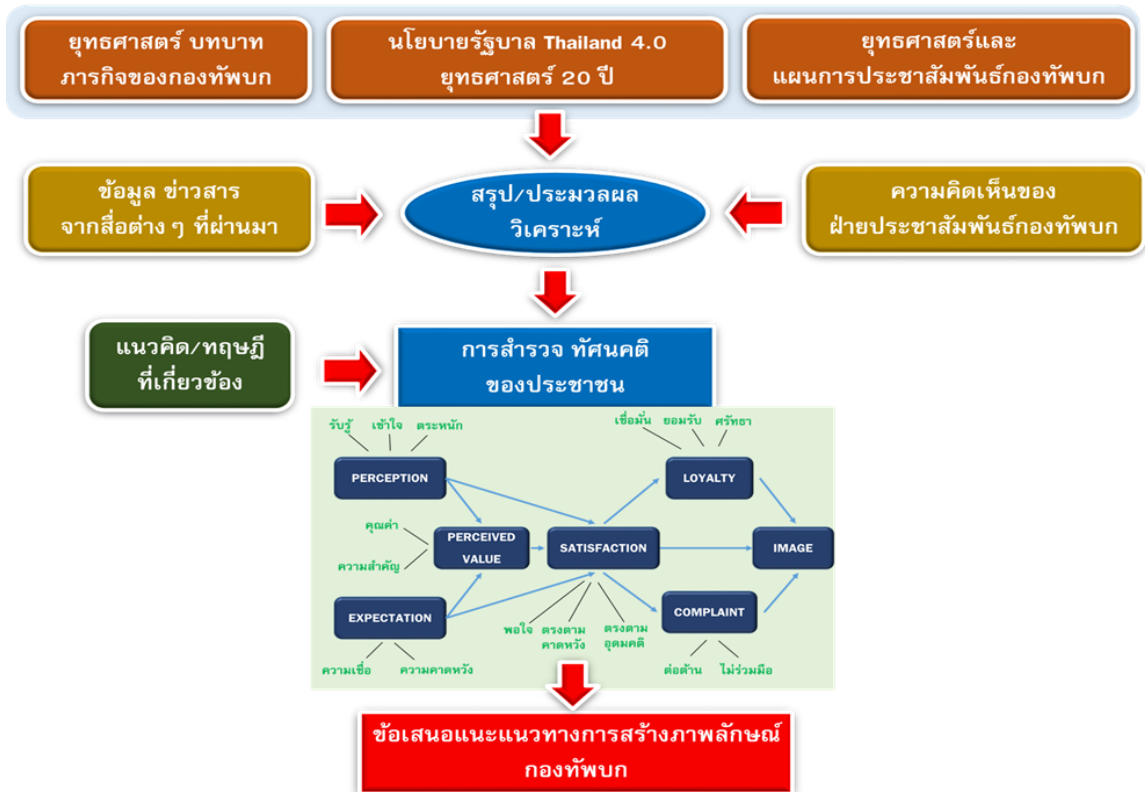 ยุทธศาสตร์ บทบาท
ภารกิจของกองทัพบก
นโยบายรัฐบาล Thailand 4.0
ยุทธศาสตร์ 20 ปี
ยุทธศาสตร์และ
แผนการประชาสัมพันธ์กองทัพบก
ข้อมูล ข่าวสาร
จากสื่อต่าง ๆ ที่ผ่านมา
สรุป/ประมวลผล
วิเคราะห์
ความคิดเห็นของ
ฝ่ายประชาสัมพันธ์กองทัพบก
แนวคิด/ทฤษฎี
ที่เกี่ยวข้อง
การสำรวจ ทัศนคติ
ของประชาชน
รับรู้ เข้าใจ ตระหนัก
เชื่อมั่น ยอมรับ ศรัทธา
PERCEPTION
LOYALTY
คุณค่า
ความสำคัญ
PERCEIVED
VALUE
SATISFACTION
IMAGE
EXPECTATION
COMPLAINT
ความเชื่อ ความคาดหวัง
พอใจ
ตรงตาม
คาดหวัง
ตรงตาม
อุดมคติ
ต่อต้าน ไม่ร่วมมือ
ข้อเสนอแนะแนวทางการสร้างภาพลักษณ์
กองทัพบก